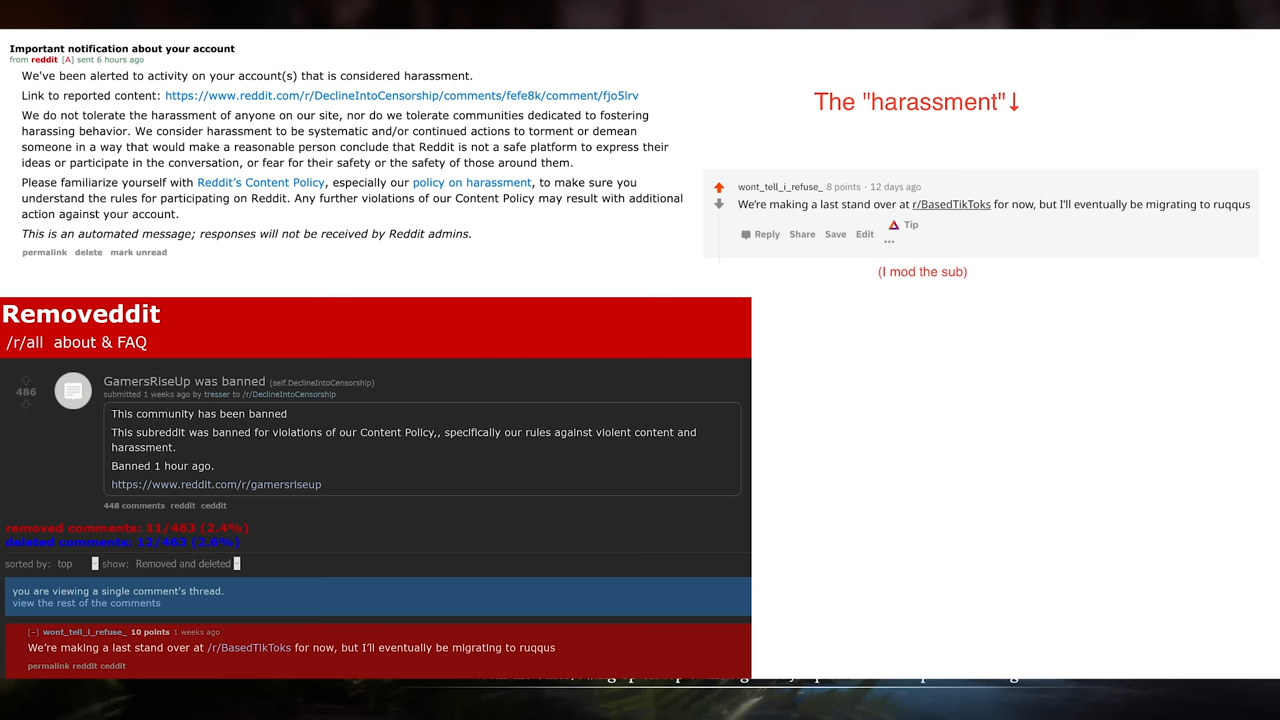 Important notification about your account
from reddit [A] sent 6 hours ago
We've been alerted to activity on your account(s) that is considered harassment.
Link to reported content: https://www.reddit.com/r/DeclineIntoCensorship/comments/fefe8k/comment/fjo5lrv
We do not tolerate the harassment of anyone on our site, nor do we tolerate communities dedicated to fostering
harassing behavior. We consider harassment to be systematic and/or continued actions to torment or demean
someone in a way that would make a reasonable person conclude that Reddit is not a safe platform to express their
ideas or participate in the conversation, or fear for their safety or the safety of those around them.
Please familiarize yourself with Reddit's Content Policy, especially our policy on harassment, to make sure you
understand the rules for participating on Reddit. Any further violations of our Content Policy may result with additional
action against your account.
This is an automated message; responses will not be received by Reddit admins.
permalink delete mark unread
The "harassment"↓
wont_tell_i_refuse_ 8 points · 12 days ago
We're making a last stand over at r/BasedTikToks for now, but I'll eventually be migrating to ruqqus
Reply Share Save Edit Tip ...
(I mod the sub)
Removeddit
/r/all about & FAQ
486
GamersRiseUp was banned (self.DeclineIntoCensorship)
submitted 1 weeks ago by tresser to /r/DeclineIntoCensorship
This community has been banned
This subreddit was banned for violations of our Content Policy,, specifically our rules against violent content and
harassment.
Banned 1 hour ago.
https://www.reddit.com/r/gamersriseup
448 comments reddit ceddit
removed comments: 11/463 (2.4%)
deleted comments: 12/463 (2.6%)
sorted by: top show: Removed and deleted
you are viewing a single comment's thread.
view the rest of the comments
[−] wont_tell_i_refuse_ 10 points 1 weeks ago
We're making a last stand over at /r/BasedTikToks for now, but I'll eventually be migrating to ruqqus
permalink reddit ceddit